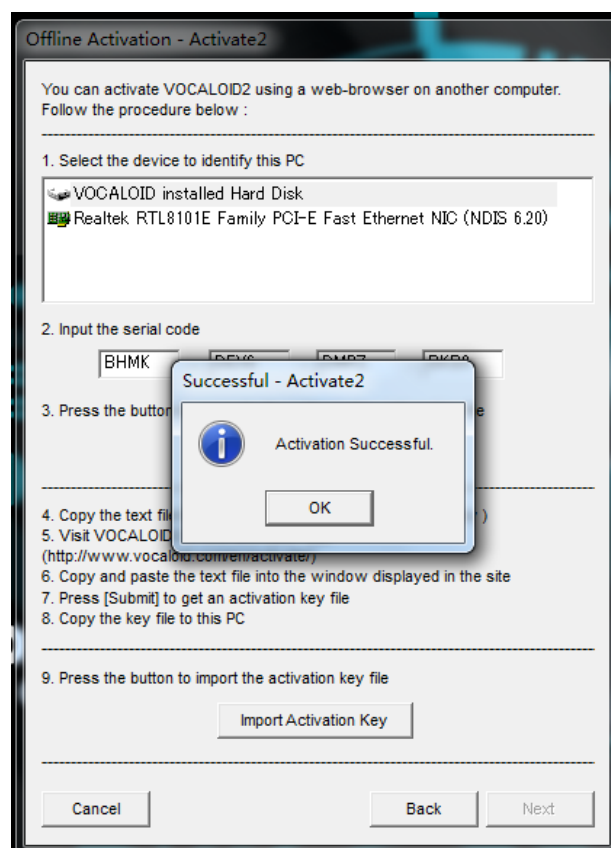 Offline Activation - Activate2
You can activate VOCALOID2 using a web-browser on another computer.
Follow the procedure below :
1. Select the device to identify this PC
VOCALOID installed Hard Disk
Realtek RTL8101E Family PCI-E Fast Ethernet NIC (NDIS 6.20)
2. Input the serial code
BHMK
Successful - Activate2
3. Press the button
Activation Successful.
OK
4. Copy the text )
5. Visit VOCALOID
(http://www.vocaloid.com/en/activate/)
6. Copy and paste the text file into the window displayed in the site
7. Press [Submit] to get an activation key file
8. Copy the key file to this PC
9. Press the button to import the activation key file
Import Activation Key
Cancel Back Next